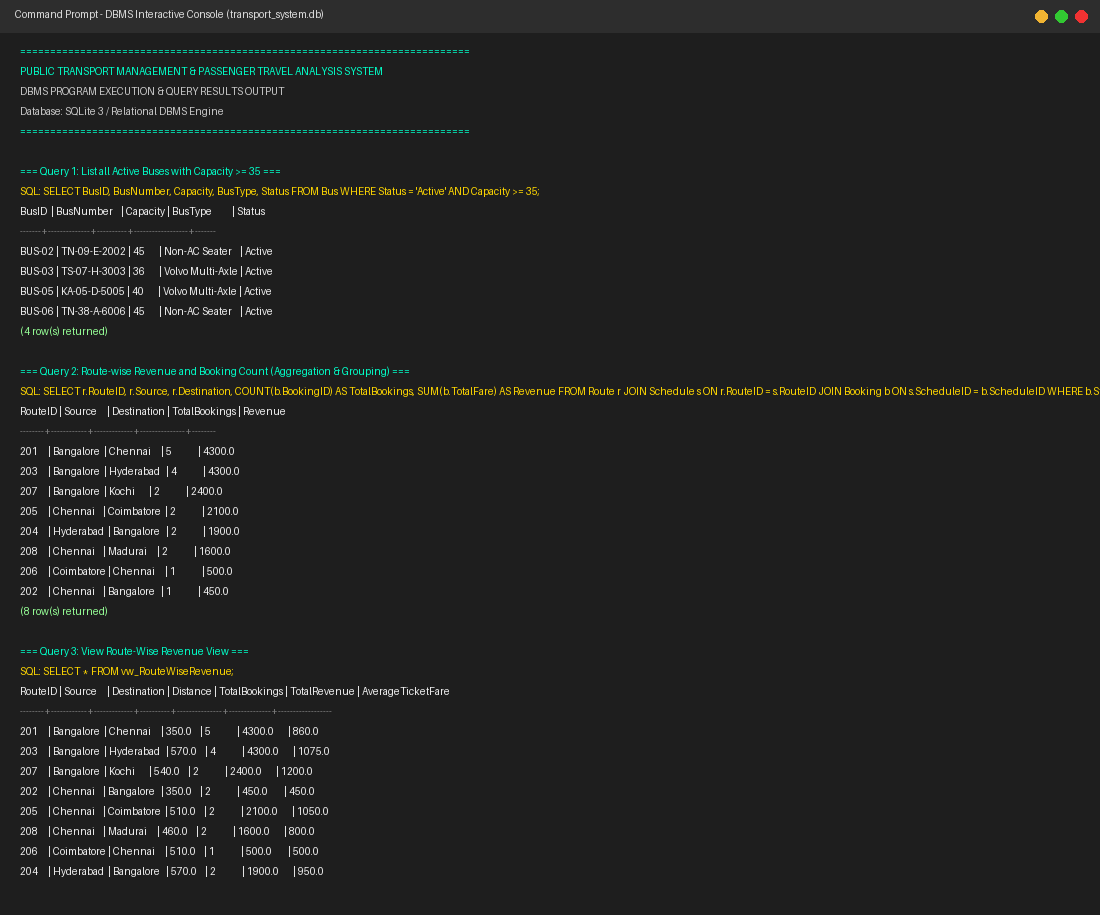 Command Prompt - DBMS Interactive Console (transport_system.db)
===========================================================================
PUBLIC TRANSPORT MANAGEMENT & PASSENGER TRAVEL ANALYSIS SYSTEM
DBMS PROGRAM EXECUTION & QUERY RESULTS OUTPUT
Database: SQLite 3 / Relational DBMS Engine
===========================================================================
=== Query 1: List all Active Buses with Capacity >= 35 ===
SQL: SELECT BusID, BusNumber, Capacity, BusType, Status FROM Bus WHERE Status = 'Active' AND Capacity >= 35;
BusID | BusNumber | Capacity | BusType | Status
-------+--------------+----------+------------------+-------
BUS-02 | TN-09-E-2002 | 45 | Non-AC Seater | Active
BUS-03 | TS-07-H-3003 | 36 | Volvo Multi-Axle | Active
BUS-05 | KA-05-D-5005 | 40 | Volvo Multi-Axle | Active
BUS-06 | TN-38-A-6006 | 45 | Non-AC Seater | Active
(4 row(s) returned)
=== Query 2: Route-wise Revenue and Booking Count (Aggregation & Grouping) ===
SQL: SELECT r.RouteID, r.Source, r.Destination, COUNT(b.BookingID) AS TotalBookings, SUM(b.TotalFare) AS Revenue FROM Route r JOIN Schedule s ON r.RouteID = s.RouteID JOIN Booking b ON s.ScheduleID = b.ScheduleID WHERE b.S
RouteID | Source | Destination | TotalBookings | Revenue
--------+------------+-------------+---------------+--------
201 | Bangalore | Chennai | 5 | 4300.0
203 | Bangalore | Hyderabad | 4 | 4300.0
207 | Bangalore | Kochi | 2 | 2400.0
205 | Chennai | Coimbatore | 2 | 2100.0
204 | Hyderabad | Bangalore | 2 | 1900.0
208 | Chennai | Madurai | 2 | 1600.0
206 | Coimbatore | Chennai | 1 | 500.0
202 | Chennai | Bangalore | 1 | 450.0
(8 row(s) returned)
=== Query 3: View Route-Wise Revenue View ===
SQL: SELECT * FROM vw_RouteWiseRevenue;
RouteID | Source | Destination | Distance | TotalBookings | TotalRevenue | AverageTicketFare
--------+------------+-------------+----------+---------------+--------------+------------------
201 | Bangalore | Chennai | 350.0 | 5 | 4300.0 | 860.0
203 | Bangalore | Hyderabad | 570.0 | 4 | 4300.0 | 1075.0
207 | Bangalore | Kochi | 540.0 | 2 | 2400.0 | 1200.0
202 | Chennai | Bangalore | 350.0 | 2 | 450.0 | 450.0
205 | Chennai | Coimbatore | 510.0 | 2 | 2100.0 | 1050.0
208 | Chennai | Madurai | 460.0 | 2 | 1600.0 | 800.0
206 | Coimbatore | Chennai | 510.0 | 1 | 500.0 | 500.0
204 | Hyderabad | Bangalore | 570.0 | 2 | 1900.0 | 950.0